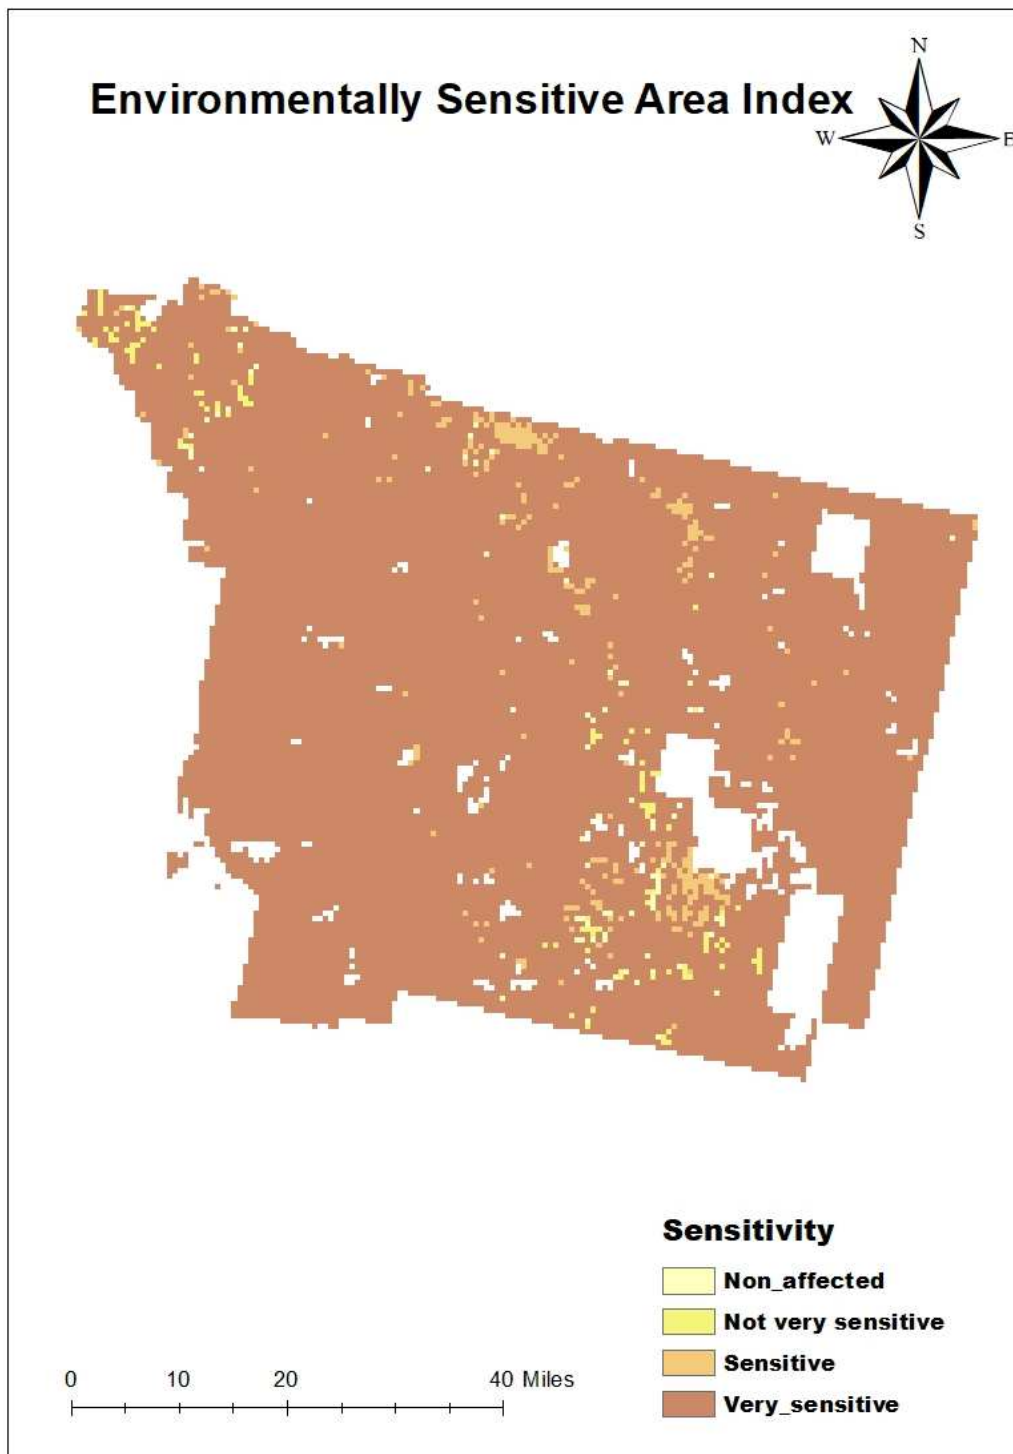 N
Environmentally Sensitive Area Index
W
E
S
Sensitivity
Non_affected
Not very sensitive
Sensitive
Very_sensitive
0 10 20 40 Miles